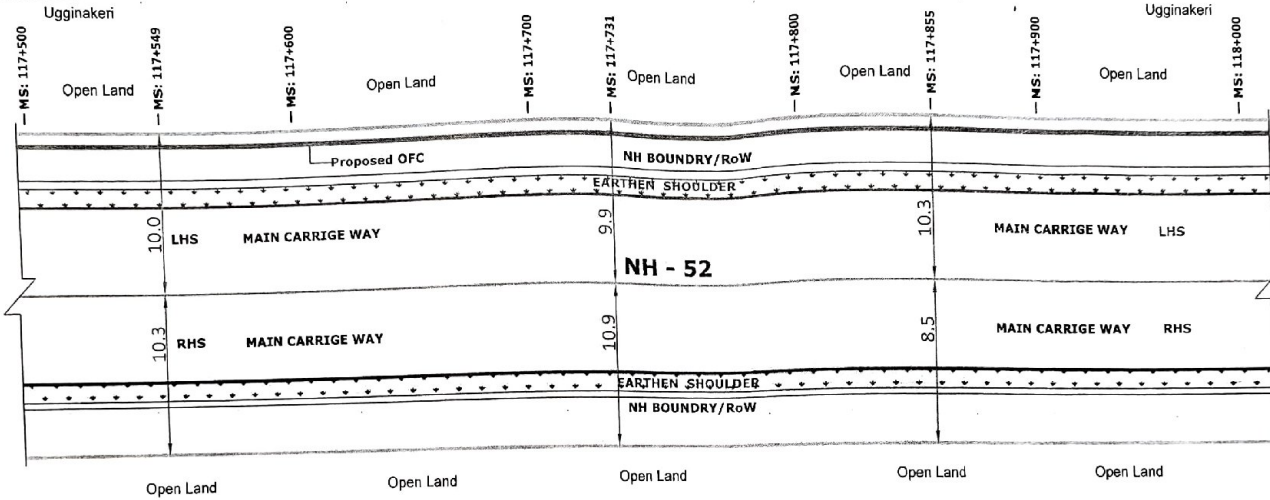 Ugginakeri
Ugginakeri
MS: 117+500
MS: 117+549
MS: 117+600
MS: 117+700
MS: 117+731
MS: 117+800
MS: 117+855
MS: 117+900
MS: 118+000
Open Land
Open Land
Open Land
Open Land
Open Land
Proposed OFC
NH BOUNDRY/RoW
EARTHEN SHOULDER
10.0
LHS
MAIN CARRIGE WAY
9.9
10.3
MAIN CARRIGE WAY
LHS
NH - 52
10.3
RHS
MAIN CARRIGE WAY
10.9
8.5
MAIN CARRIGE WAY
RHS
EARTHEN SHOULDER
NH BOUNDRY/RoW
Open Land
Open Land
Open Land
Open Land
Open Land